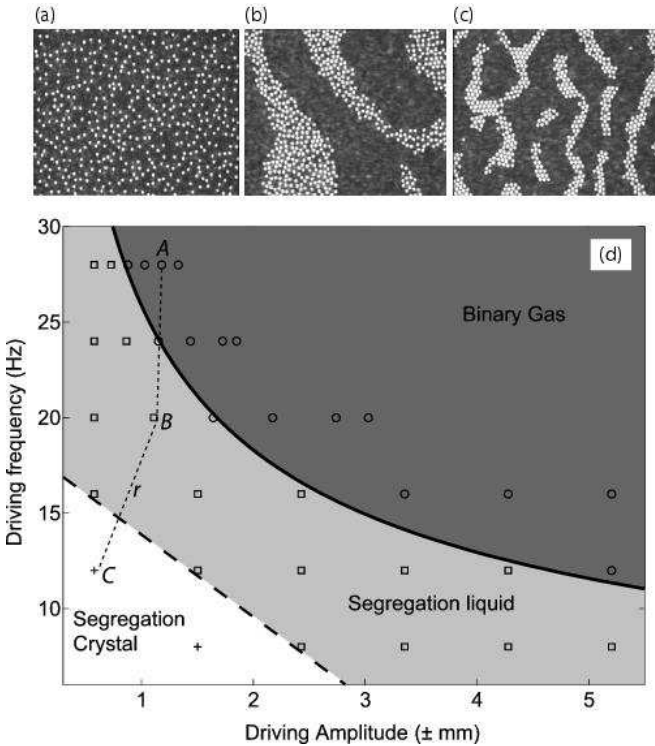 (a) (b) (c)
(d)
30
25
20
15
10
1 2 3 4 5
Driving frequency (Hz)
Driving Amplitude (± mm)
A
B
r
C
Binary Gas
Segregation liquid
Segregation
Crystal